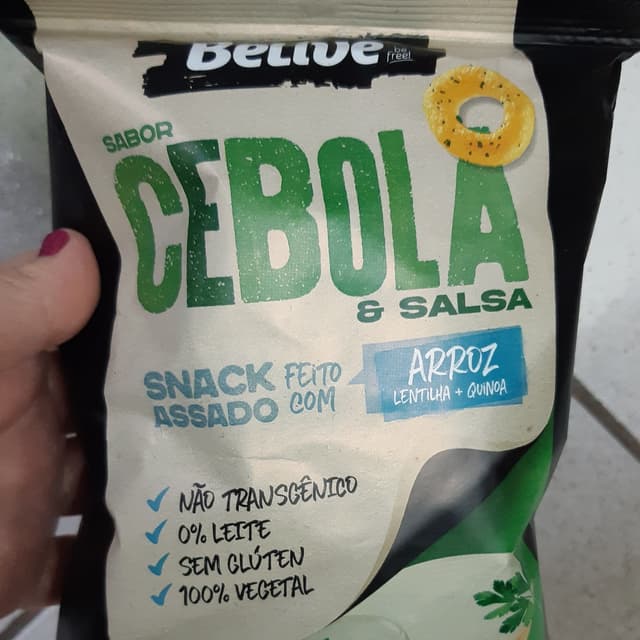 Belive
be
free!
SABOR
CEBOLA
& SALSA
SNACK
ASSADO
FEITO
COM
ARROZ
LENTILHA + QUINOA
NÃO TRANSGÊNICO
0% LEITE
SEM GLÚTEN
100% VEGETAL